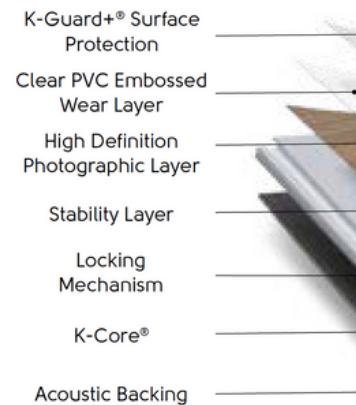 K-Guard+® Surface
Protection
Clear PVC Embossed
Wear Layer
High Definition
Photographic Layer
Stability Layer
Locking
Mechanism
K-Core®
Acoustic Backing